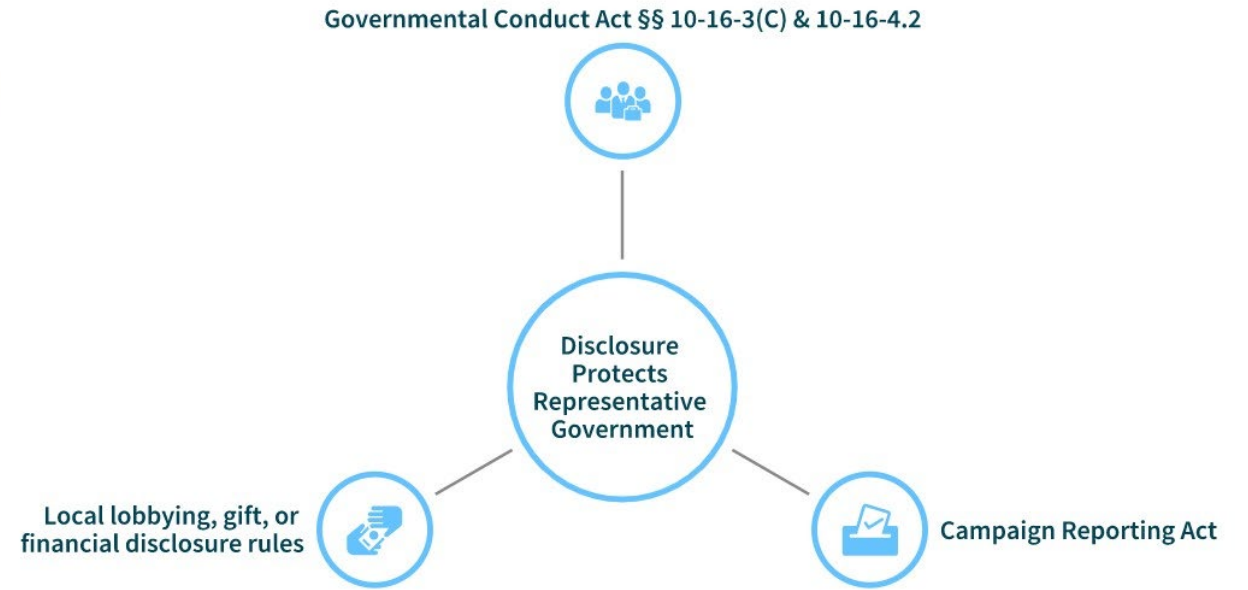 Governmental Conduct Act §§ 10-16-3(C) & 10-16-4.2
Disclosure
Protects
Representative
Government
Local lobbying, gift, or
financial disclosure rules
Campaign Reporting Act